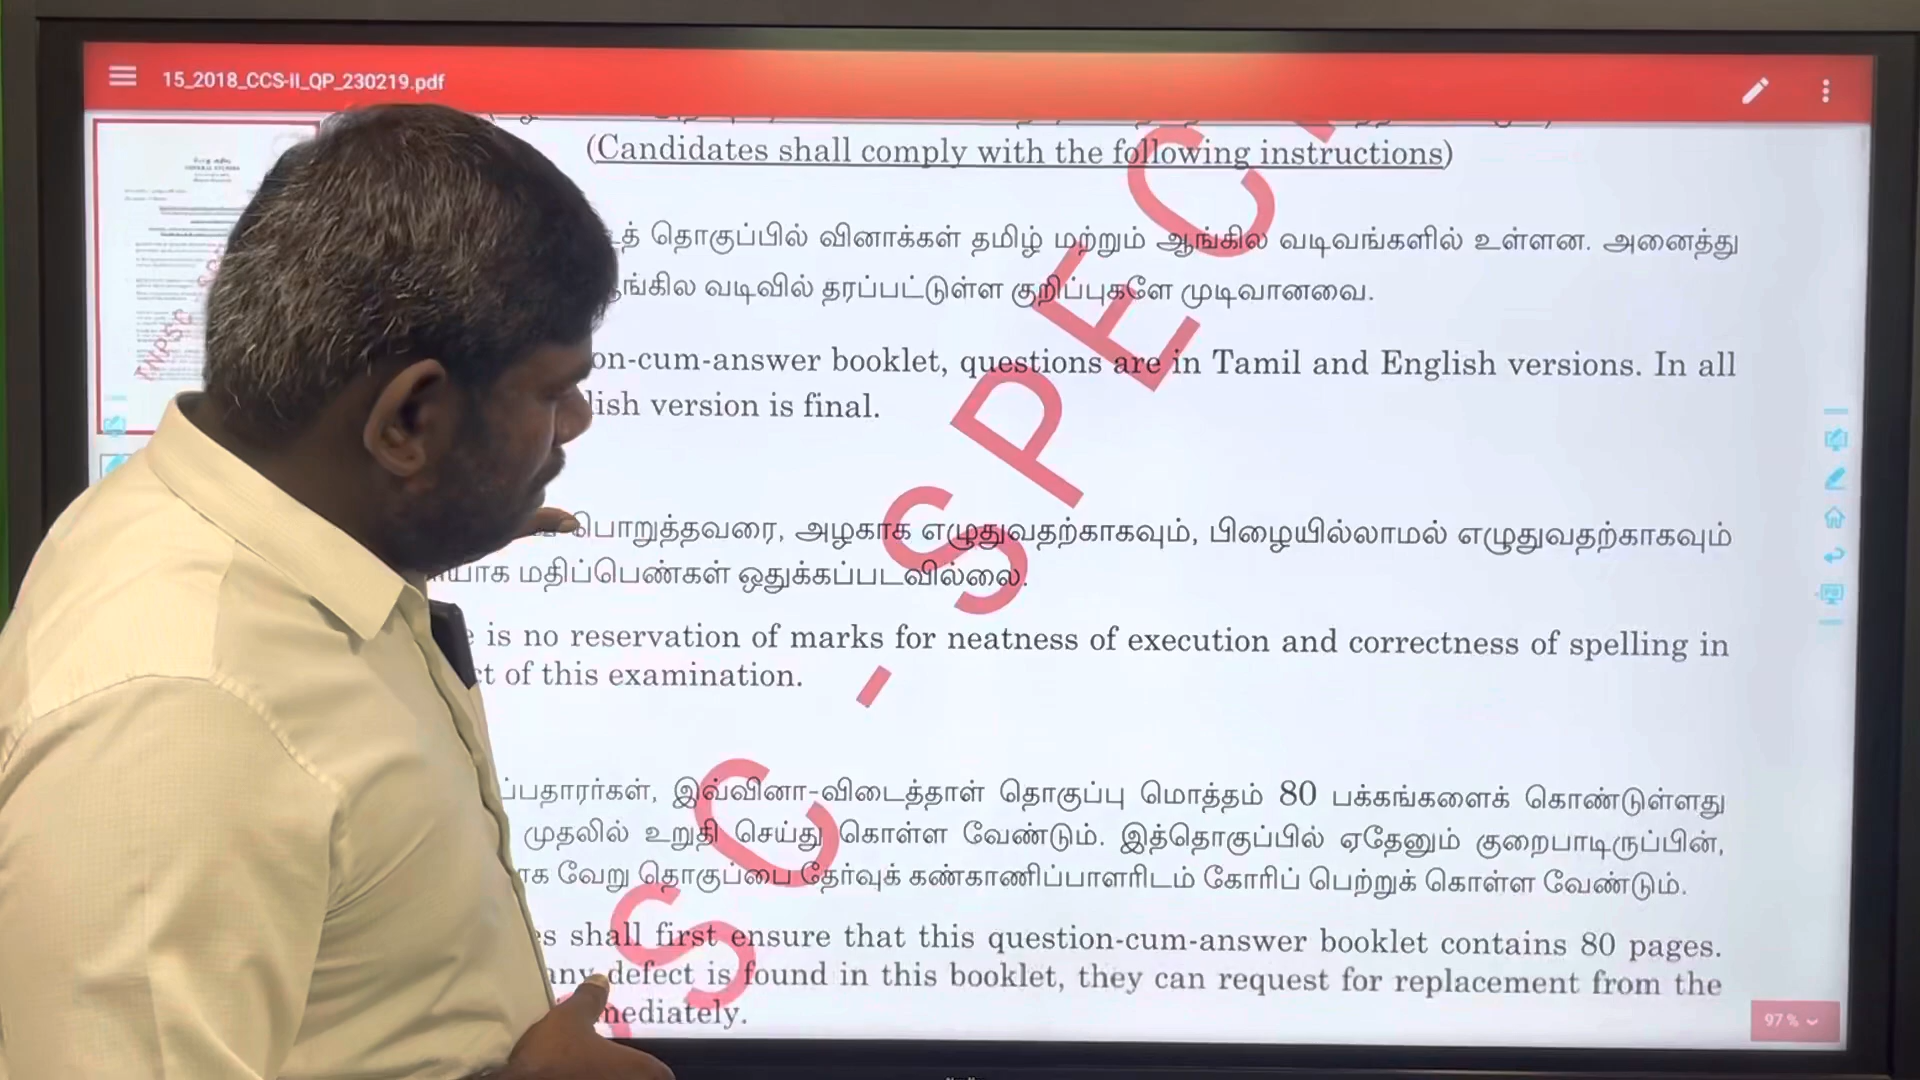 15_2018_CCS-II_QP_230219.pdf
(Candidates shall comply with the following instructions)
தொகுப்பில் வினாக்கள் தமிழ் மற்றும் ஆங்கில வடிவங்களில் உள்ளன. அனைத்து
வடிவில் தரப்பட்டுள்ள குறிப்புகளே முடிவானவை.
on-cum-answer booklet, questions are in Tamil and English versions. In all
lish version is final.
பொறுத்தவரை, அழகாக எழுதுவதற்காகவும், பிழையில்லாமல் எழுதுவதற்காகவும்
யாக மதிப்பெண்கள் ஒதுக்கப்படவில்லை.
e is no reservation of marks for neatness of execution and correctness of spelling in
ct of this examination.
ப்பதாரர்கள், இவ்வினா-விடைத்தாள் தொகுப்பு மொத்தம் 80 பக்கங்களைக் கொண்டுள்ளது
முதலில் உறுதி செய்து கொள்ள வேண்டும். இத்தொகுப்பில் ஏதேனும் குறைபாடிருப்பின்,
ாக வேறு தொகுப்பை தேர்வுக் கண்காணிப்பாளரிடம் கோரிப் பெற்றுக் கொள்ள வேண்டும்.
es shall first ensure that this question-cum-answer booklet contains 80 pages.
any defect is found in this booklet, they can request for replacement from the
mediately.
SC - SPEC
TNPSC
97%